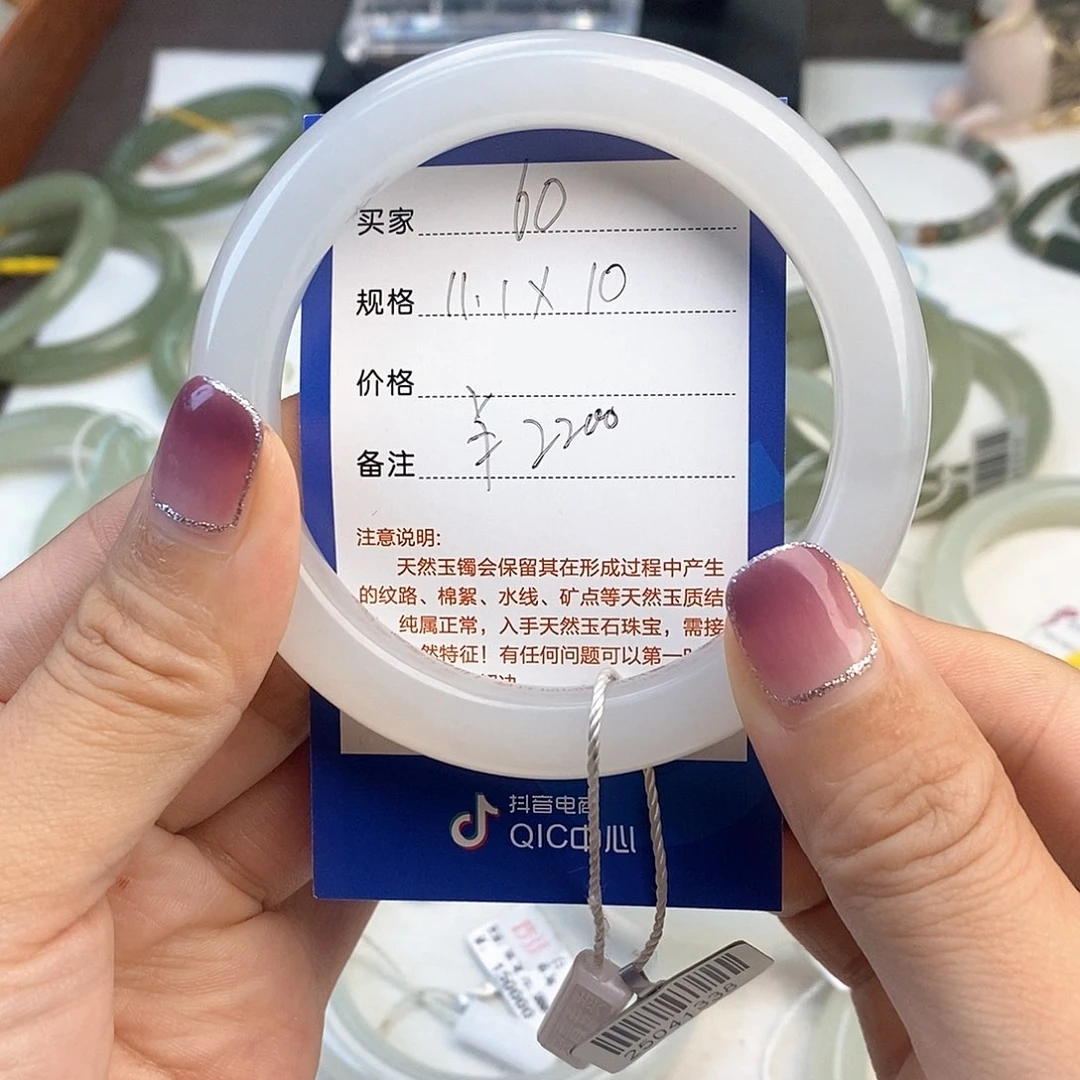 买家 60
规格 11.1 X 10
价格
备注 ¥ 2200
注意说明:
天然玉镯会保留其在形成过程中产生
的纹路、棉絮、水线、矿点等天然玉质结
纯属正常，入手天然玉石珠宝，需接
然特征！有任何问题可以第一
抖音电商
QIC中心
25041338